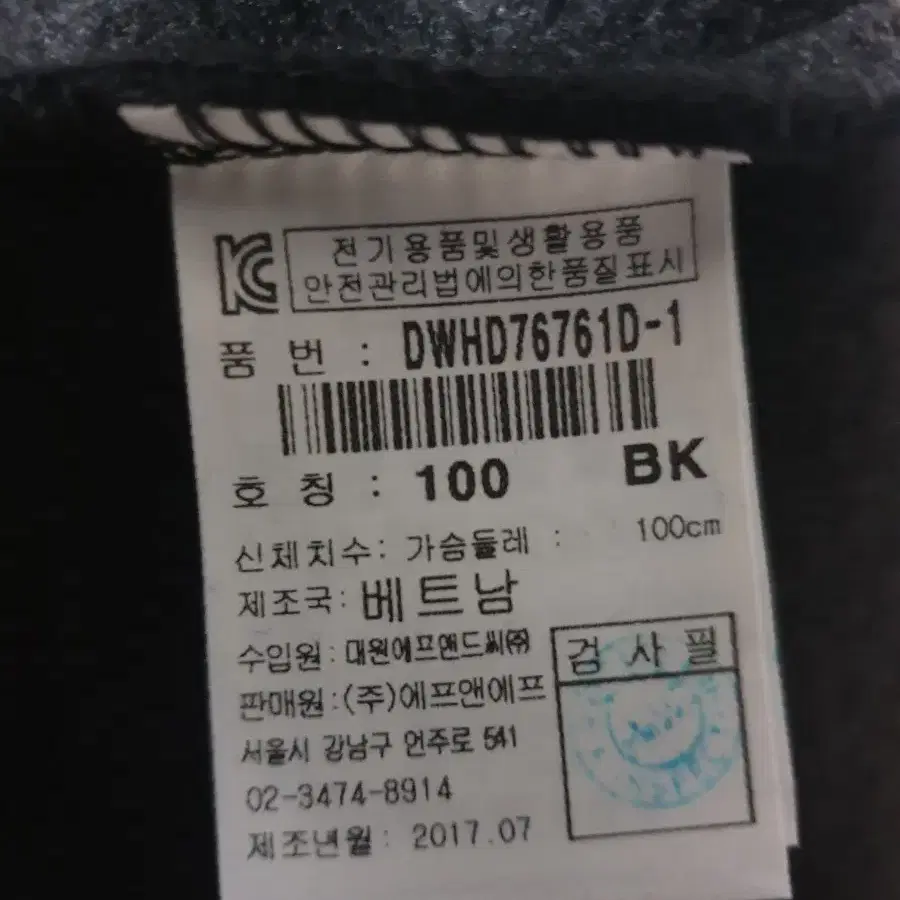 KC
전기용품및생활용품
안전관리법에의한품질표시
품 번 : DWHD76761D-1
호 칭 : 100 BK
신체치수: 가슴둘레 : 100cm
제조국: 베트남
수입원: 대원에프앤드씨㈜
검 사 필
판매원:(주)에프앤에프
서울시 강남구 언주로 541
02-3474-8914
제조년월: 2017.07